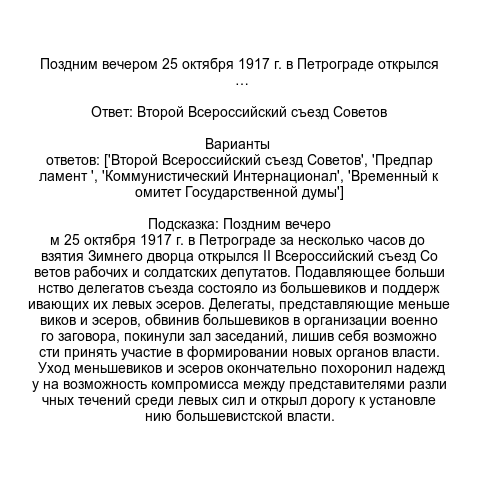 Поздним вечером 25 октября 1917 г. в Петрограде открылся
…
Ответ: Второй Всероссийский съезд Советов
Варианты
ответов: ['Второй Всероссийский съезд Советов', 'Предпар
ламент ', 'Коммунистический Интернационал', 'Временный к
омитет Государственной думы']
Подсказка: Поздним вечеро
м 25 октября 1917 г. в Петрограде за несколько часов до
взятия Зимнего дворца открылся II Всероссийский съезд Со
ветов рабочих и солдатских депутатов. Подавляющее больши
нство делегатов съезда состояло из большевиков и поддерж
ивающих их левых эсеров. Делегаты, представляющие меньше
виков и эсеров, обвинив большевиков в организации военно
го заговора, покинули зал заседаний, лишив себя возможно
сти принять участие в формировании новых органов власти.
Уход меньшевиков и эсеров окончательно похоронил надежд
у на возможность компромисса между представителями разли
чных течений среди левых сил и открыл дорогу к установле
нию большевистской власти.